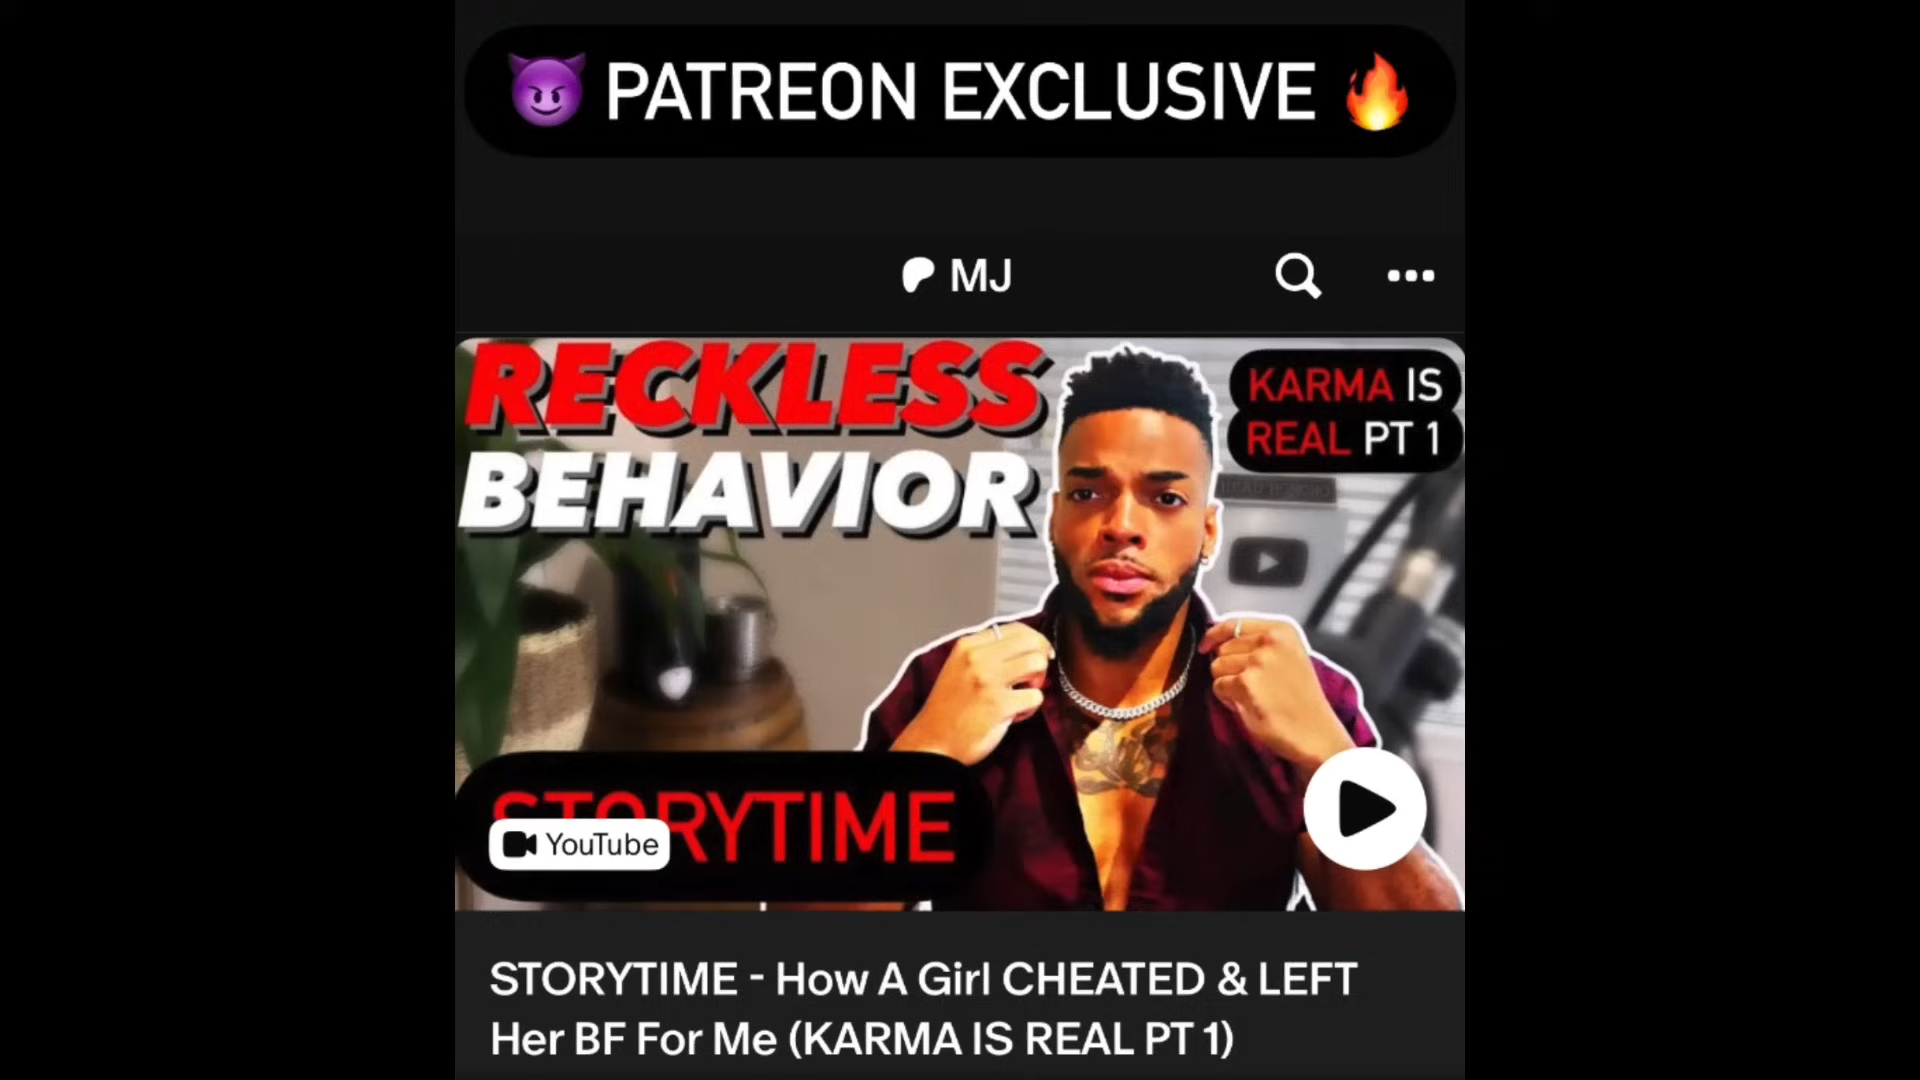 PATREON EXCLUSIVE
MJ
RECKLESS
BEHAVIOR
KARMA IS
REAL PT 1
STORYTIME
YouTube
STORYTIME - How A Girl CHEATED & LEFT
Her BF For Me (KARMA IS REAL PT 1)